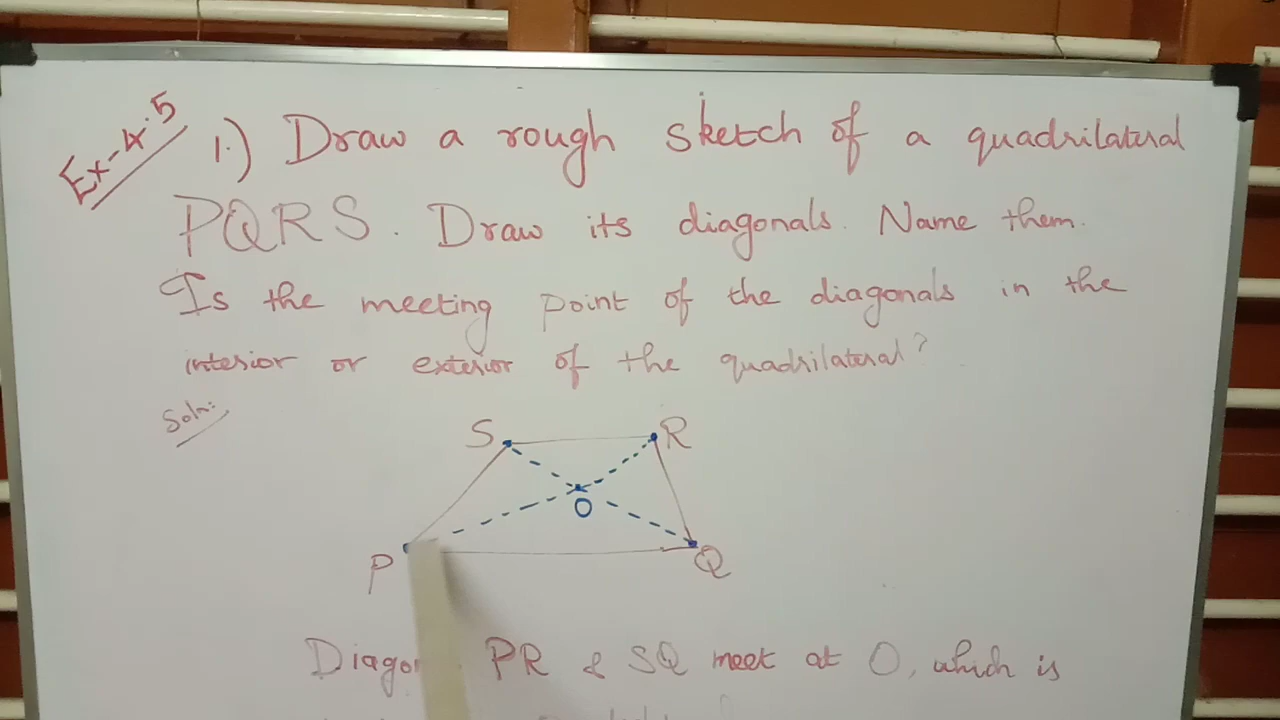 Ex-4.5
1.) Draw a rough sketch of a quadrilateral
PQRS. Draw its diagonals. Name them.
Is the meeting point of the diagonals in the
interior or exterior of the quadrilateral?
Soln:
S R
O
P Q
PR & SQ meet at O, which is